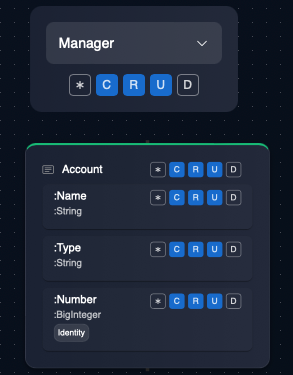 Manager
* C R U D
Account * C R U D
:Name * C R U D
:String
:Type * C R U D
:String
:Number * C R U D
:BigInteger
Identity